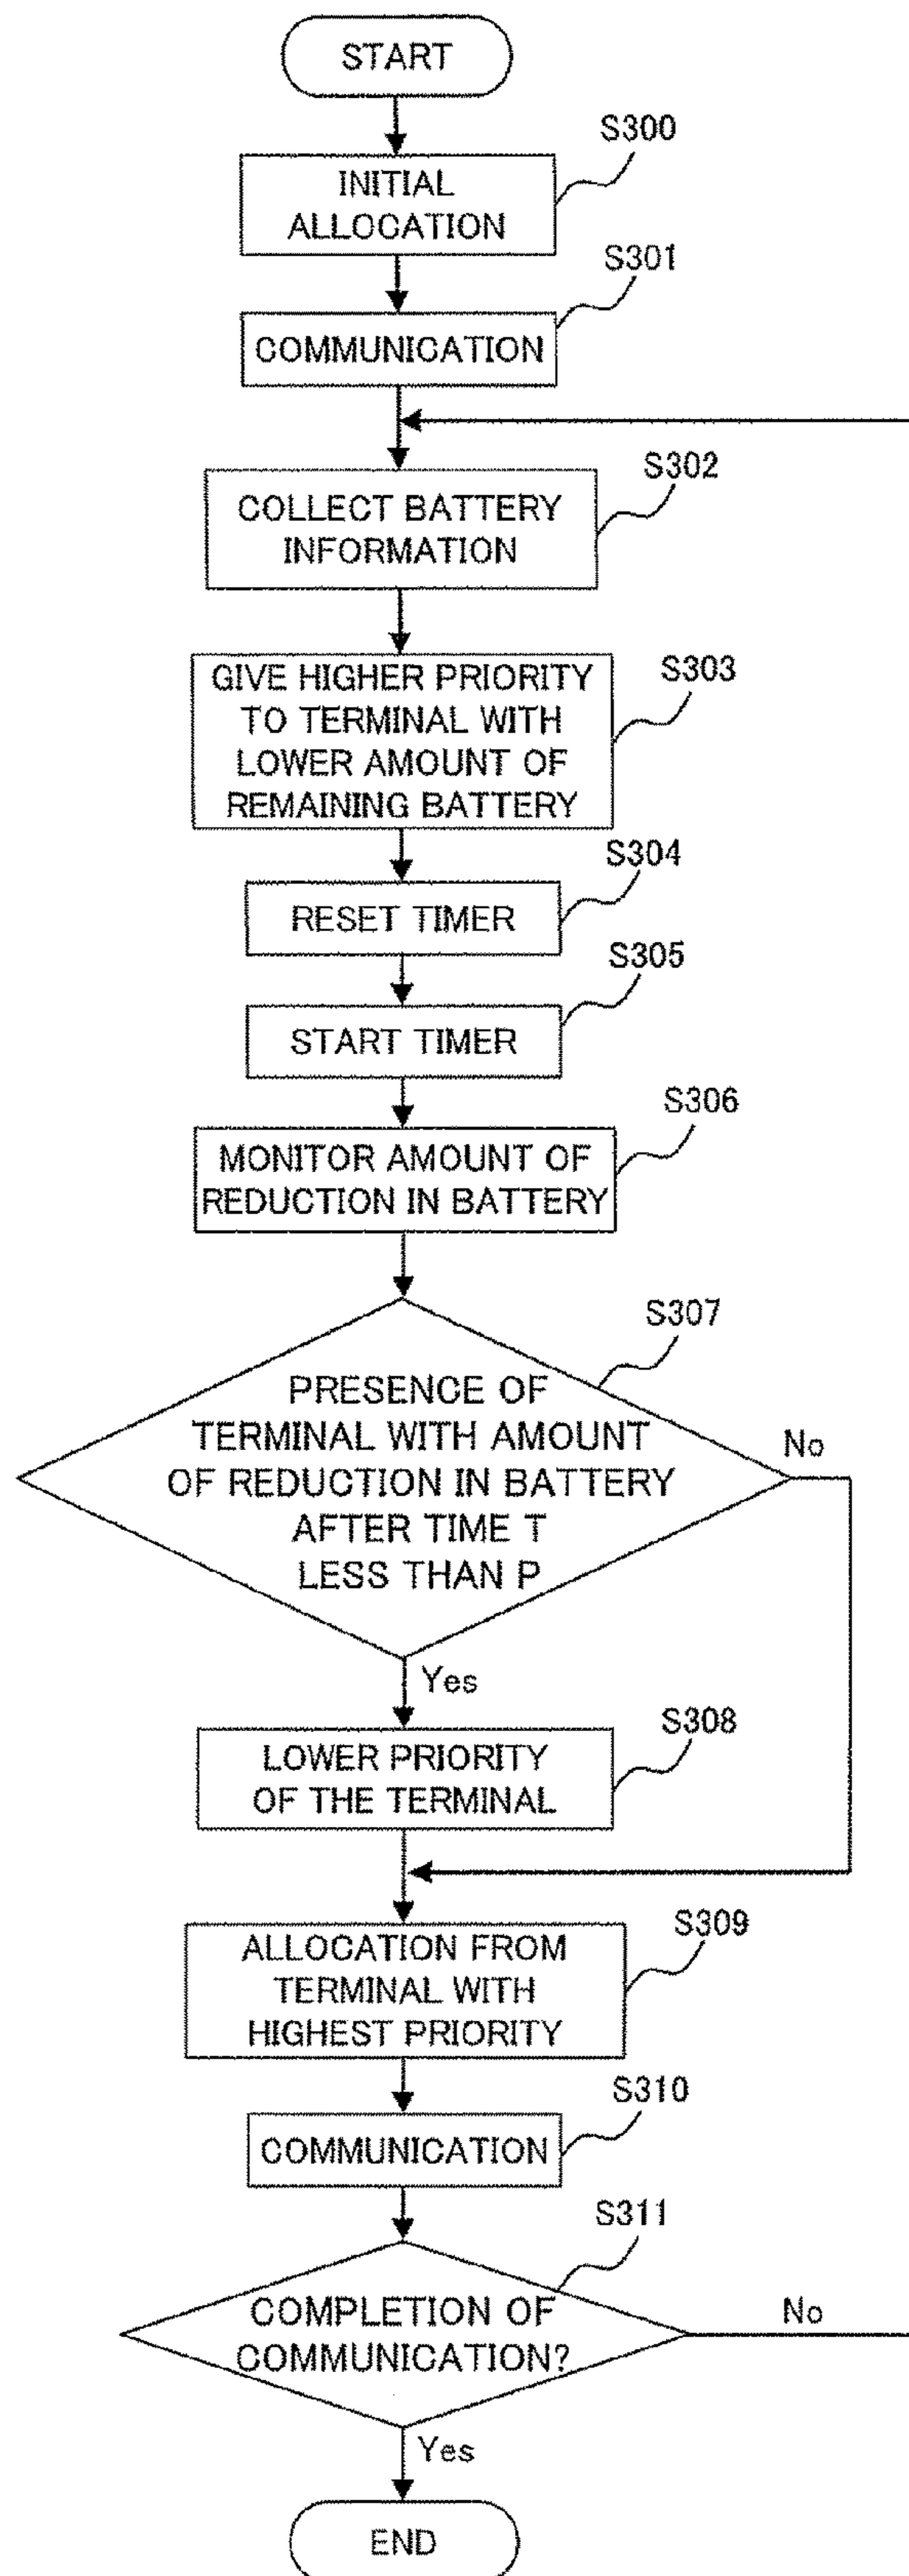 START
S300
INITIAL
ALLOCATION
S301
COMMUNICATION
S302
COLLECT BATTERY
INFORMATION
S303
GIVE HIGHER PRIORITY
TO TERMINAL WITH
LOWER AMOUNT OF
REMAINING BATTERY
S304
RESET TIMER
S305
START TIMER
S306
MONITOR AMOUNT OF
REDUCTION IN BATTERY
S307
PRESENCE OF
TERMINAL WITH AMOUNT
OF REDUCTION IN BATTERY
AFTER TIME T
LESS THAN P
No
Yes
S308
LOWER PRIORITY
OF THE TERMINAL
S309
ALLOCATION FROM
TERMINAL WITH
HIGHEST PRIORITY
S310
COMMUNICATION
S311
COMPLETION OF
COMMUNICATION?
No
Yes
END